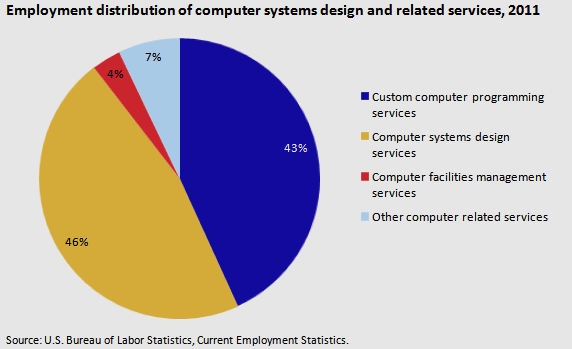 Employment distribution of computer systems design and related services, 2011
7%
4%
43%
46%
Custom computer programming
services
Computer systems design
services
Computer facilities management
services
Other computer related services
Source: U.S. Bureau of Labor Statistics, Current Employment Statistics.